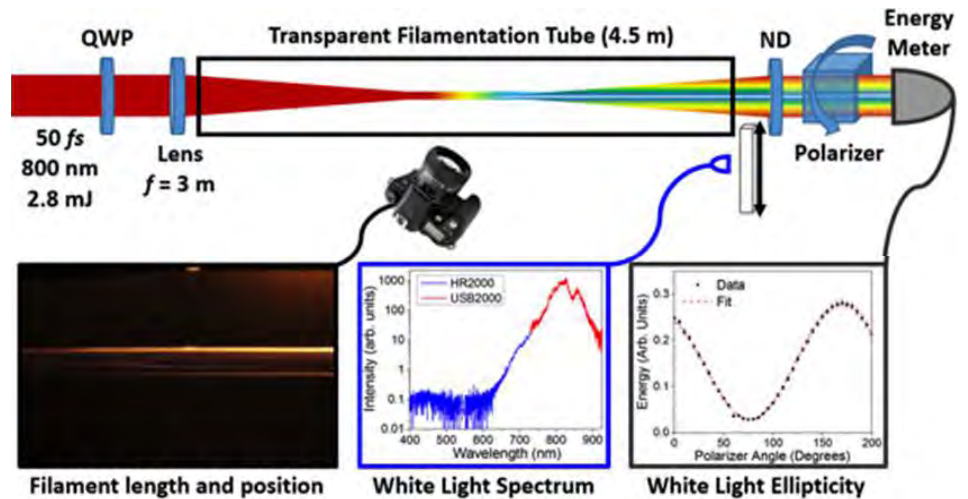 QWP
Transparent Filamentation Tube (4.5 m)
ND
Energy
Meter
50 fs
800 nm
2.8 mJ
Lens
f = 3 m
Polarizer
Filament length and position
Intensity (arb. units)
1000
100
10
1
0.1
0.01
HR2000
USB2000
400 500 600 700 800 900
Wavelength (nm)
White Light Spectrum
Energy (Arb. Units)
0.3
0.2
0.1
0.0
Data
Fit
0 50 100 150 200
Polarizer Angle (Degrees)
White Light Ellipticity